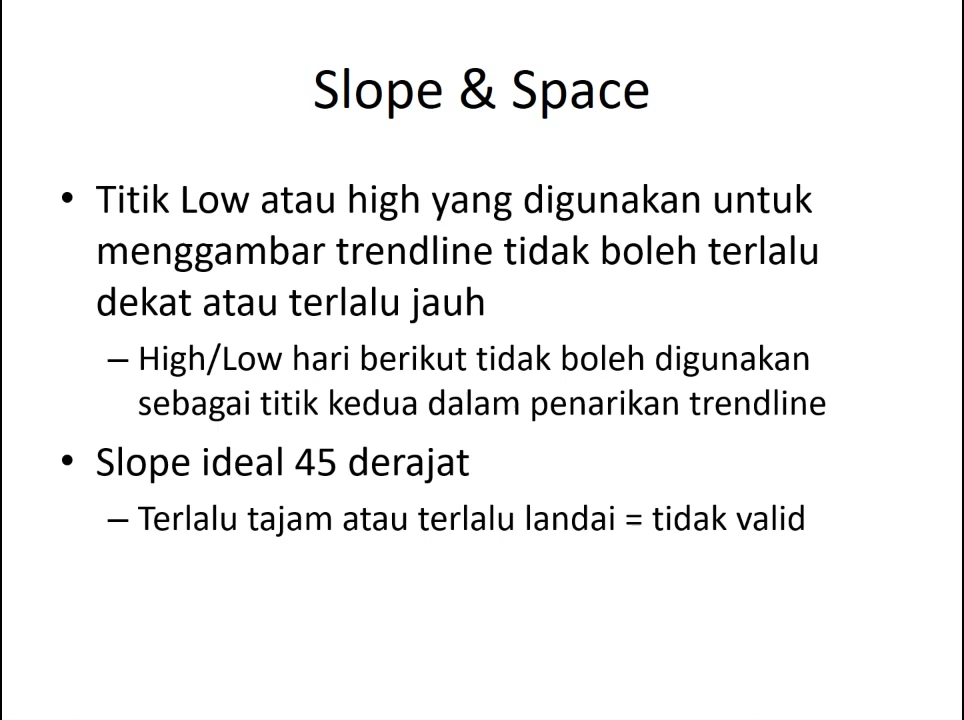 Slope & Space
• Titik Low atau high yang digunakan untuk
menggambar trendline tidak boleh terlalu
dekat atau terlalu jauh
– High/Low hari berikut tidak boleh digunakan
sebagai titik kedua dalam penarikan trendline
• Slope ideal 45 derajat
– Terlalu tajam atau terlalu landai = tidak valid